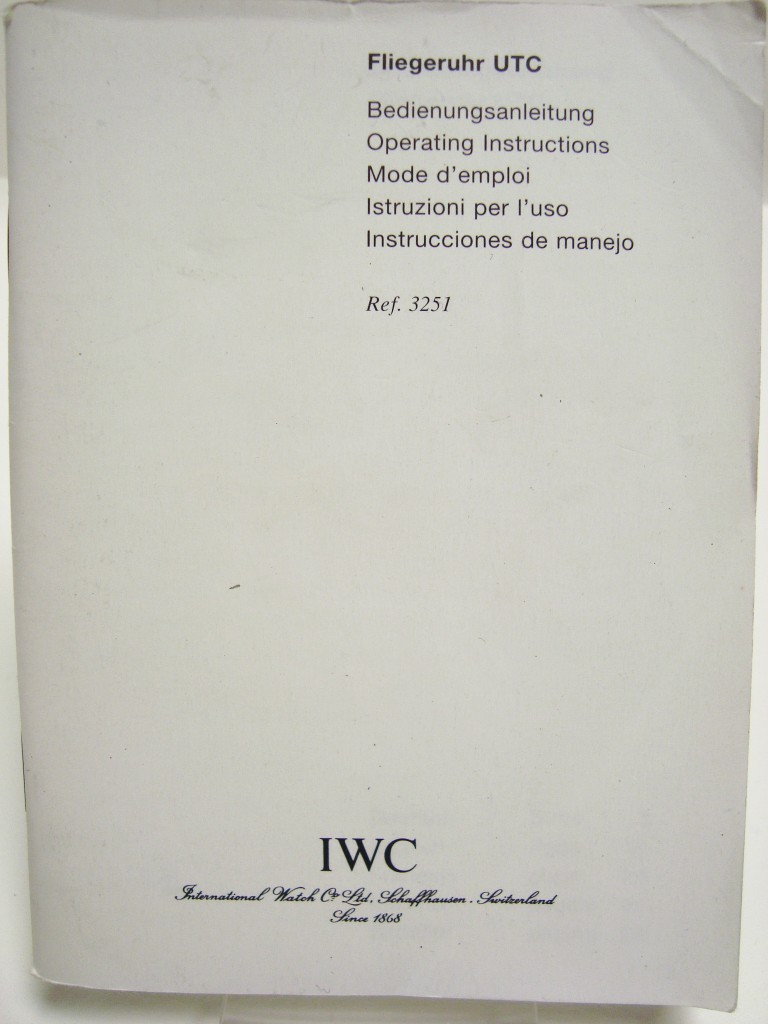 Fliegeruhr UTC
Bedienungsanleitung
Operating Instructions
Mode d'emploi
Istruzioni per l'uso
Instrucciones de manejo
Ref. 3251
IWC
International Watch Co Ltd. Schaffhausen. Switzerland
Since 1868